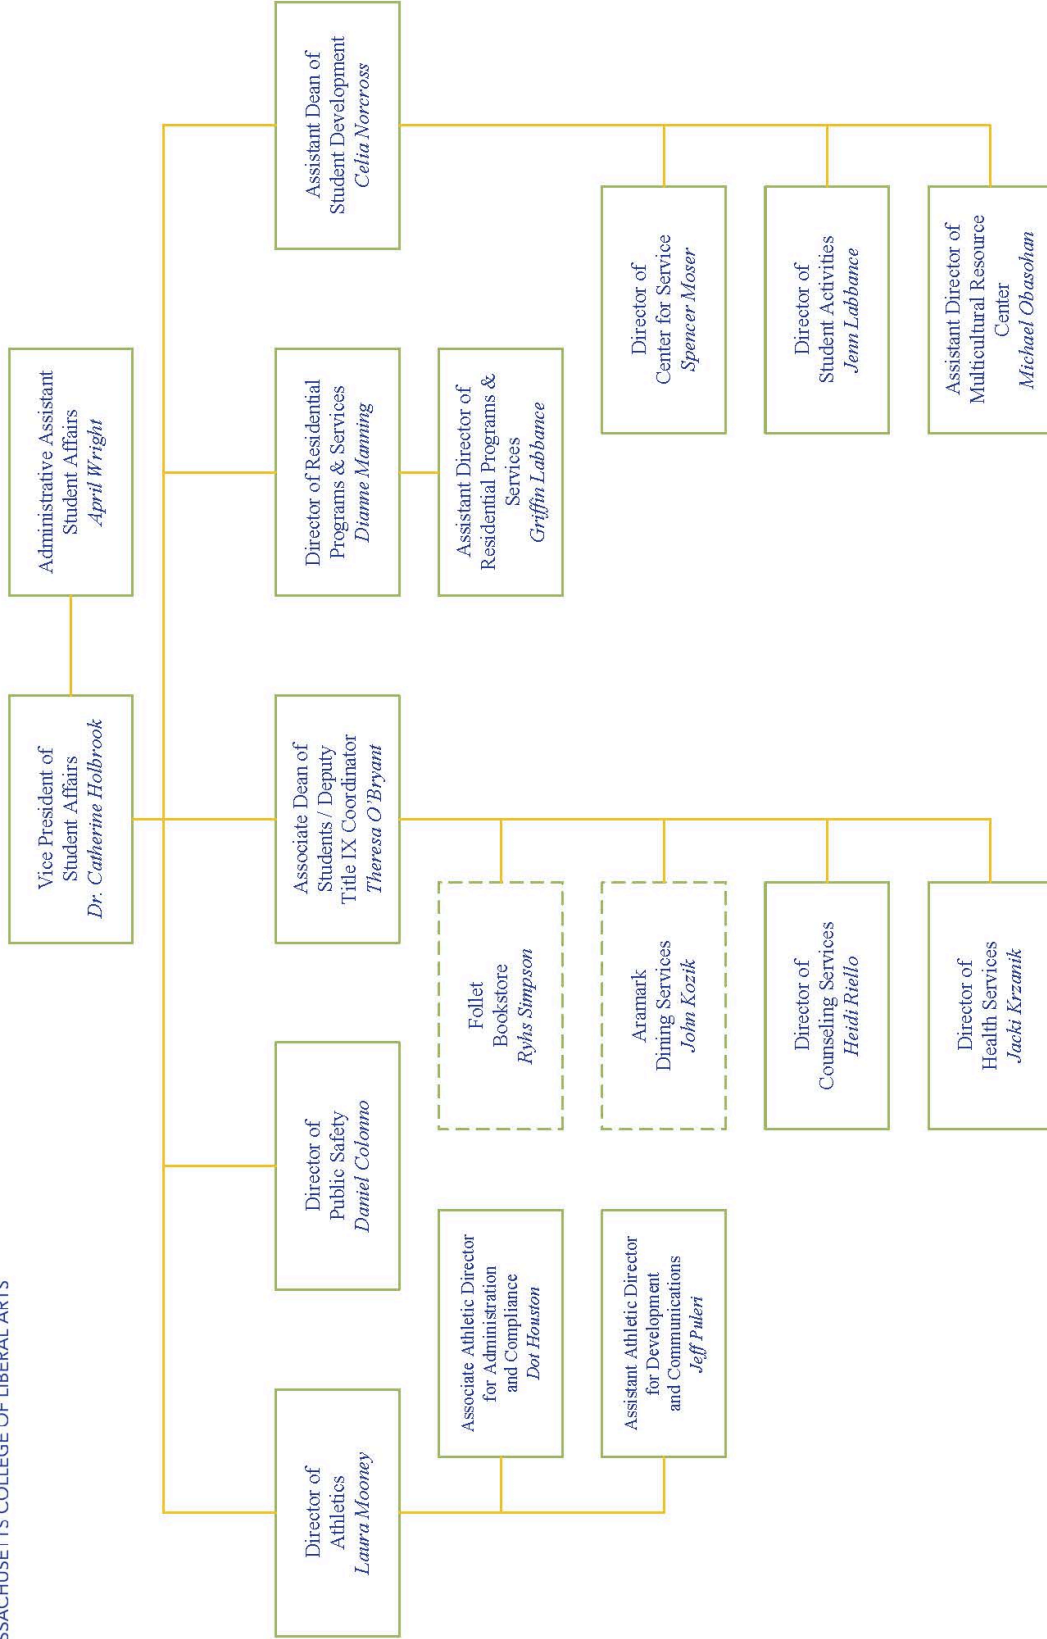 SSACHUSETTS COLLEGE OF LIBERAL ARTS
Vice President of
Student Affairs
Dr. Catherine Holbrook
Administrative Assistant
Student Affairs
April Wright
Director of
Athletics
Laura Mooney
Director of
Public Safety
Daniel Colonno
Associate Dean of
Students / Deputy
Title IX Coordinator
Theresa O'Bryant
Director of Residential
Programs & Services
Dianne Manning
Assistant Dean of
Student Development
Celia Norcross
Associate Athletic Director
for Administration
and Compliance
Dot Houston
Assistant Athletic Director
for Development
and Communications
Jeff Puleri
Follet
Bookstore
Ryhs Simpson
Aramark
Dining Services
John Kozik
Director of
Counseling Services
Heidi Riello
Director of
Health Services
Jacki Krzanik
Assistant Director of
Residential Programs &
Services
Griffin Labbance
Director of
Center for Service
Spencer Moser
Director of
Student Activities
Jenn Labbance
Assistant Director of
Multicultural Resource
Center
Michael Obasohan